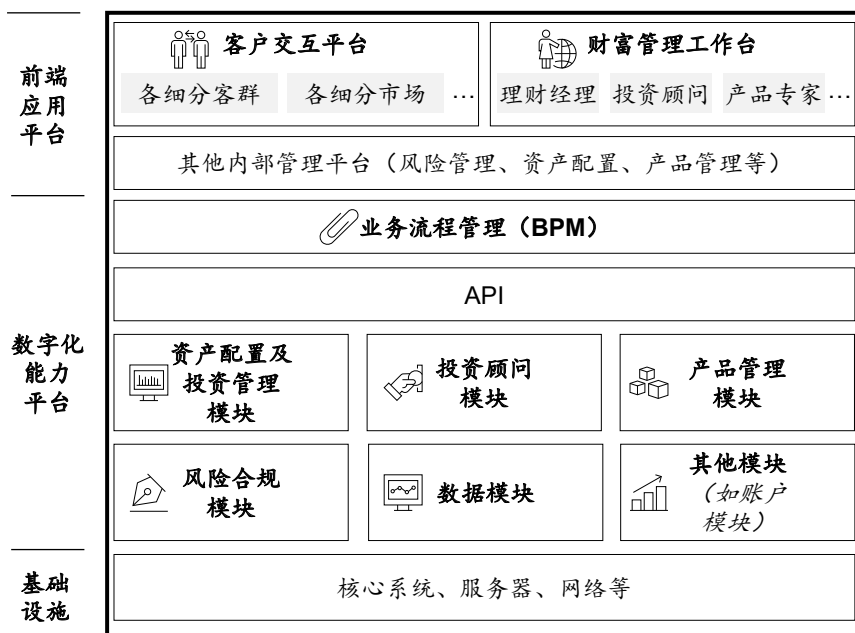 前端
应用
平台
客户交互平台
各细分客群 各细分市场 …
财富管理工作台
理财经理 投资顾问 产品专家…
其他内部管理平台（风险管理、资产配置、产品管理等）
数字化
能力
平台
业务流程管理（BPM）
API
资产配置及
投资管理
模块
投资顾问
模块
产品管理
模块
风险合规
模块
数据模块
其他模块
（如账户
模块）
基础
设施
核心系统、服务器、网络等